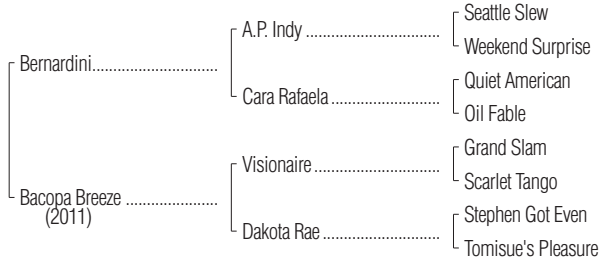 Seattle Slew
A.P. Indy
Weekend Surprise
Bernardini
Quiet American
Cara Rafaela
Oil Fable
Grand Slam
Visionaire
Scarlet Tango
Bacopa Breeze
(2011)
Stephen Got Even
Dakota Rae
Tomisue's Pleasure